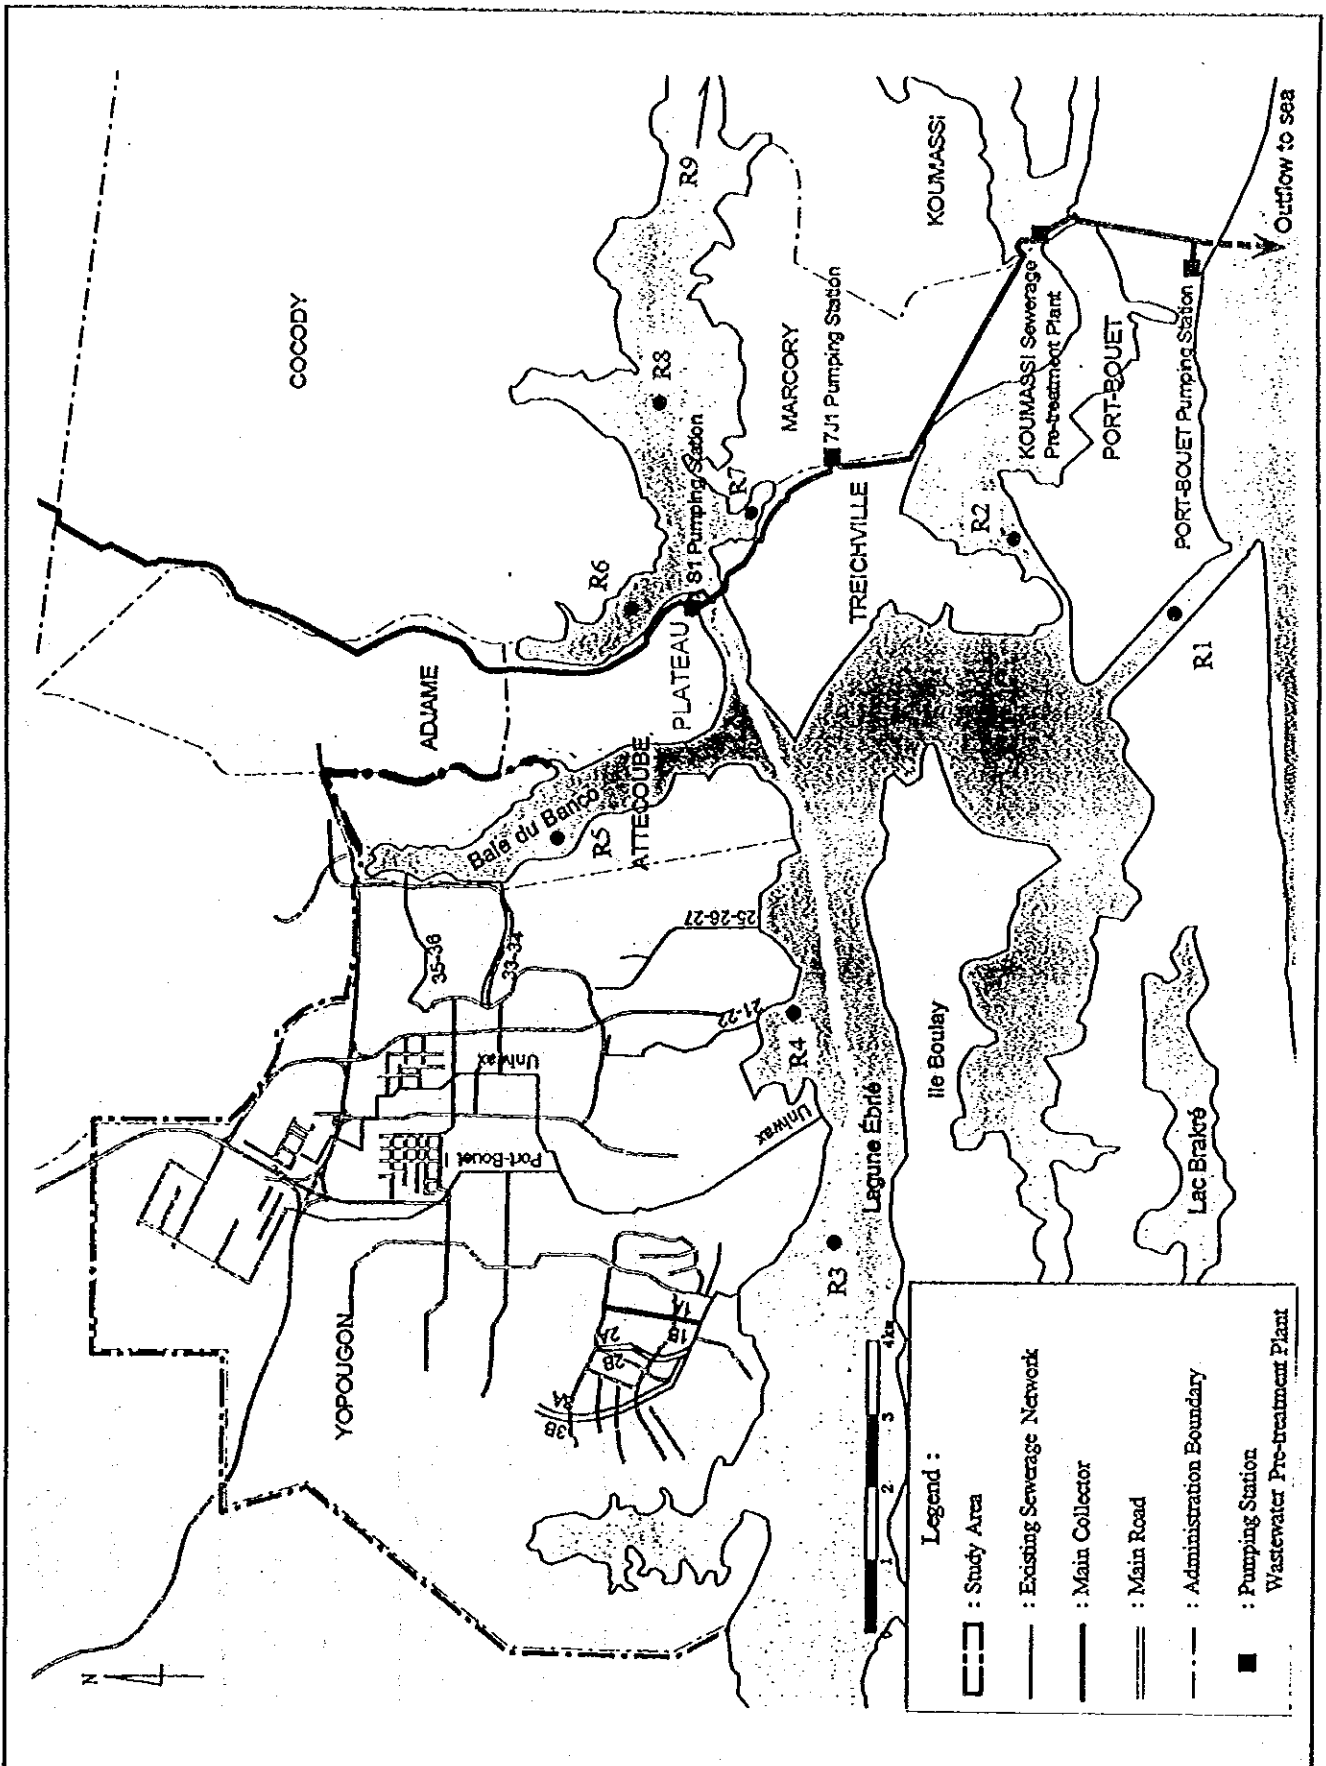 N
COCODY
YOPOUGON
ADJAME
PLATEAU
ATTECOUBE
Baie du Banco
35-36
33-34
25-26-27
21-22
Uniwax
Port-Bouet I
Uniwax
1A
1B
2A
2B
3B
R3
R4
R5
R6
R7
R8
R9
S1 Pumping Station
MARCORY
7J1 Pumping Station
TREICHVILLE
KOUMASSI
KOUMASSI Sewerage
Pre-treatment Plant
PORT-BOUET
PORT-BOUET Pumping Station
Outflow to sea
R2
R1
Lagune Ébrié
Ile Boulay
Lac Brakré
0 1 2 3 4km
Legend :
: Study Area
: Existing Sewerage Network
: Main Collector
: Main Road
: Administration Boundary
: Pumping Station
Wastewater Pre-treatment Plant